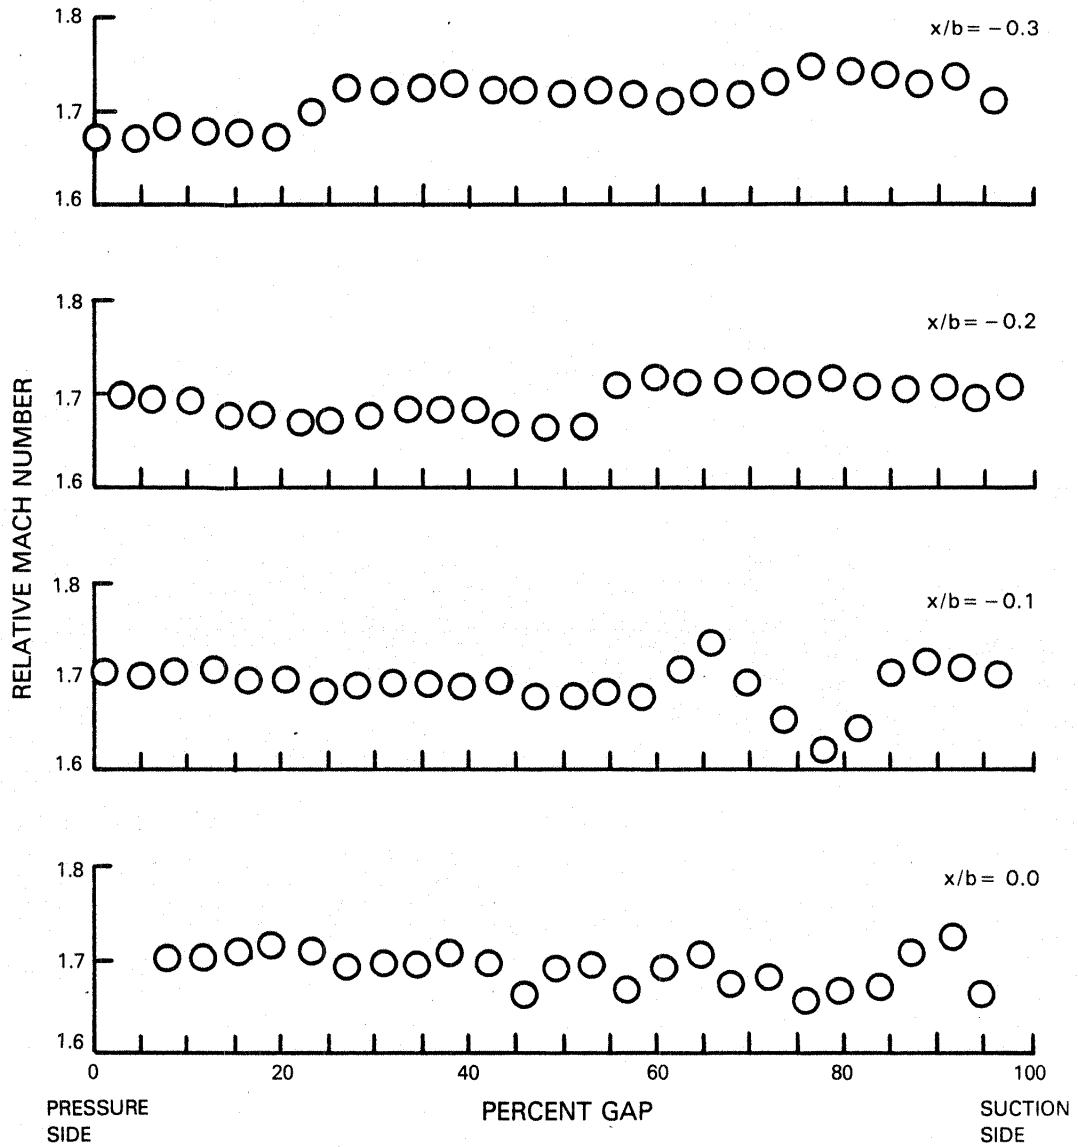 1.8
x/b = −0.3
1.7
1.6
1.8
x/b = −0.2
1.7
1.6
RELATIVE MACH NUMBER
1.8
x/b = −0.1
1.7
1.6
1.8
x/b = 0.0
1.7
1.6
0 20 40 60 80 100
PRESSURE SIDE
PERCENT GAP
SUCTION SIDE